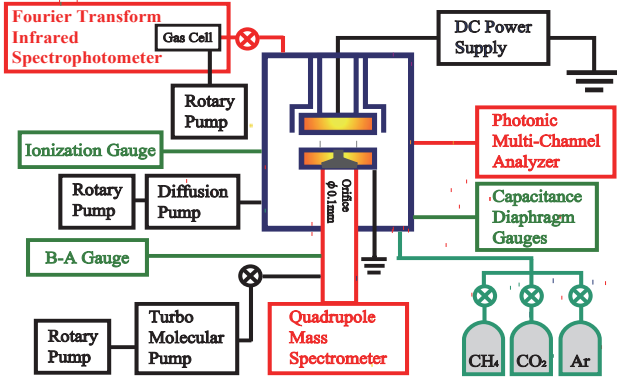 Fourier Transform
Infrared
Spectrophotometer
Gas Cell
DC Power
Supply
Rotary
Pump
Photonic
Multi-Channel
Analyzer
Ionization Gauge
Rotary
Pump
Diffusion
Pump
Orifice
ϕ 0.1mm
Capacitance
Diaphragm
Gauges
B-A Gauge
Rotary
Pump
Turbo
Molecular
Pump
Quadrupole
Mass
Spectrometer
CH₄
CO₂
Ar